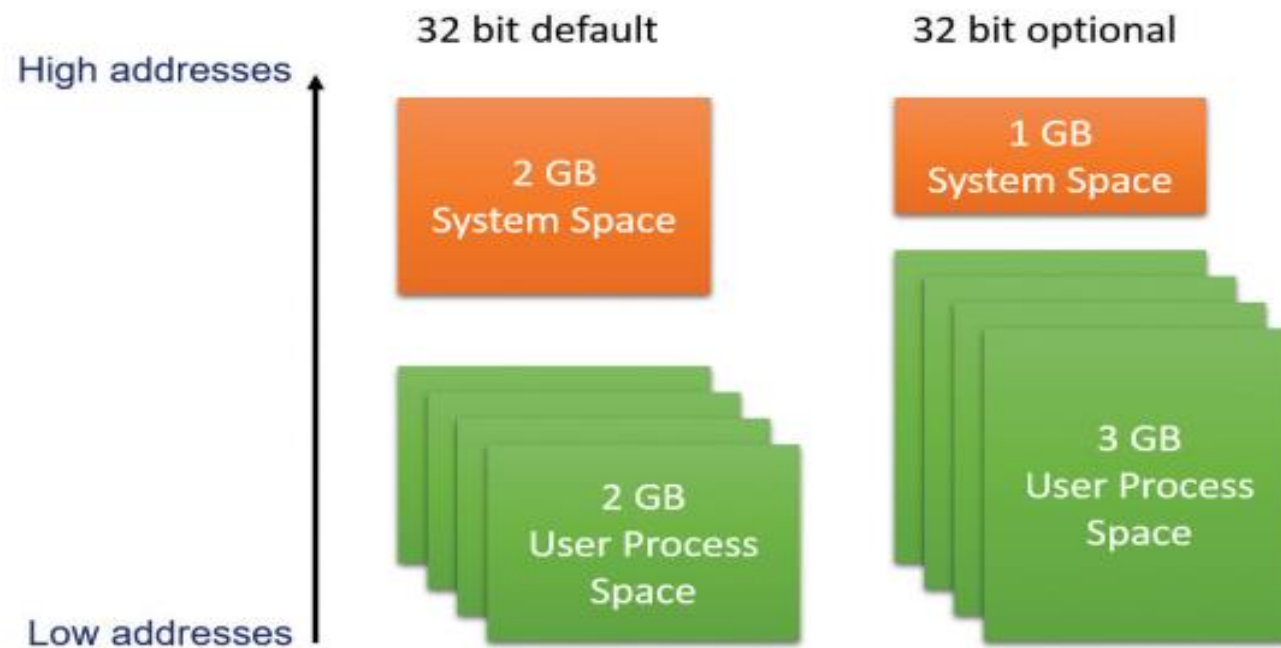 32 bit default
32 bit optional
High addresses
2 GB
System Space
1 GB
System Space
2 GB
User Process
Space
3 GB
User Process
Space
Low addresses